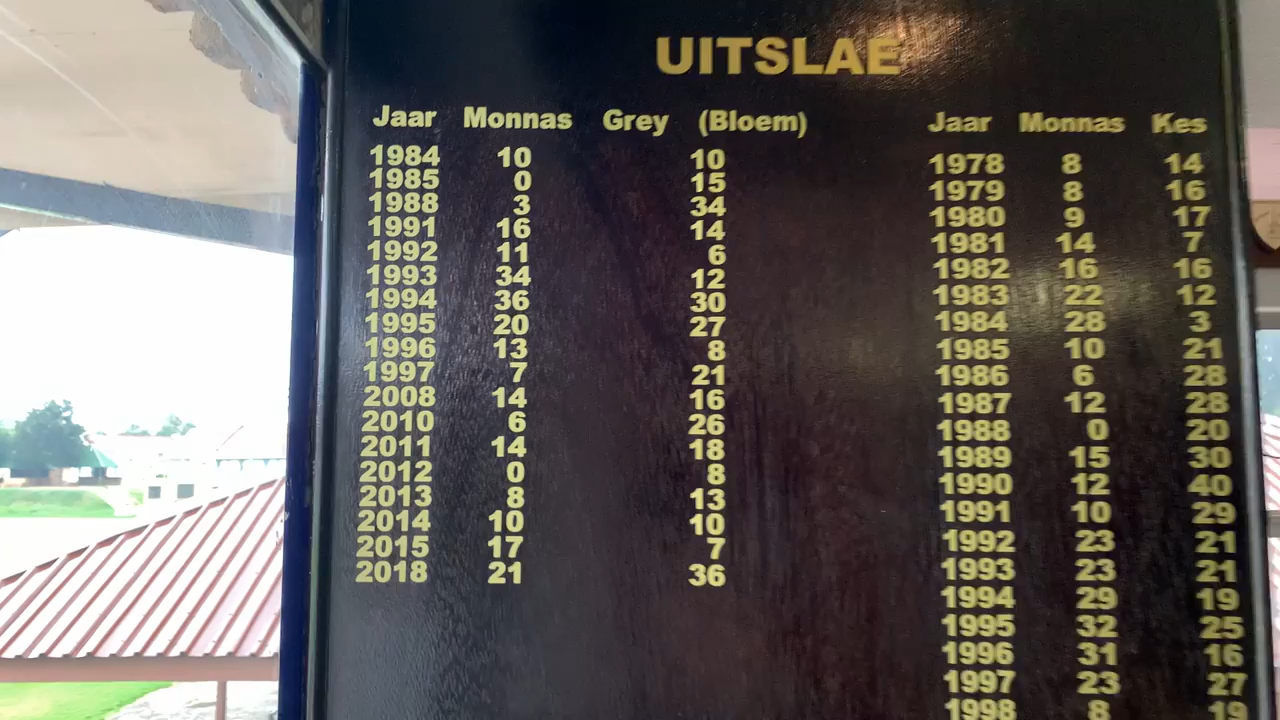 UITSLAE
Jaar Monnas Grey (Bloem)
1984 10 10
1985 0 15
1988 3 34
1991 16 14
1992 11 6
1993 34 12
1994 36 30
1995 20 27
1996 13 8
1997 7 21
2008 14 16
2010 6 26
2011 14 18
2012 0 8
2013 8 13
2014 10 10
2015 17 7
2018 21 36
Jaar Monnas Kes
1978 8 14
1979 8 16
1980 9 17
1981 14 7
1982 16 16
1983 22 12
1984 28 3
1985 10 21
1986 6 28
1987 12 28
1988 0 20
1989 15 30
1990 12 40
1991 10 29
1992 23 21
1993 23 21
1994 29 19
1995 32 25
1996 31 16
1997 23 27
1998 8 19